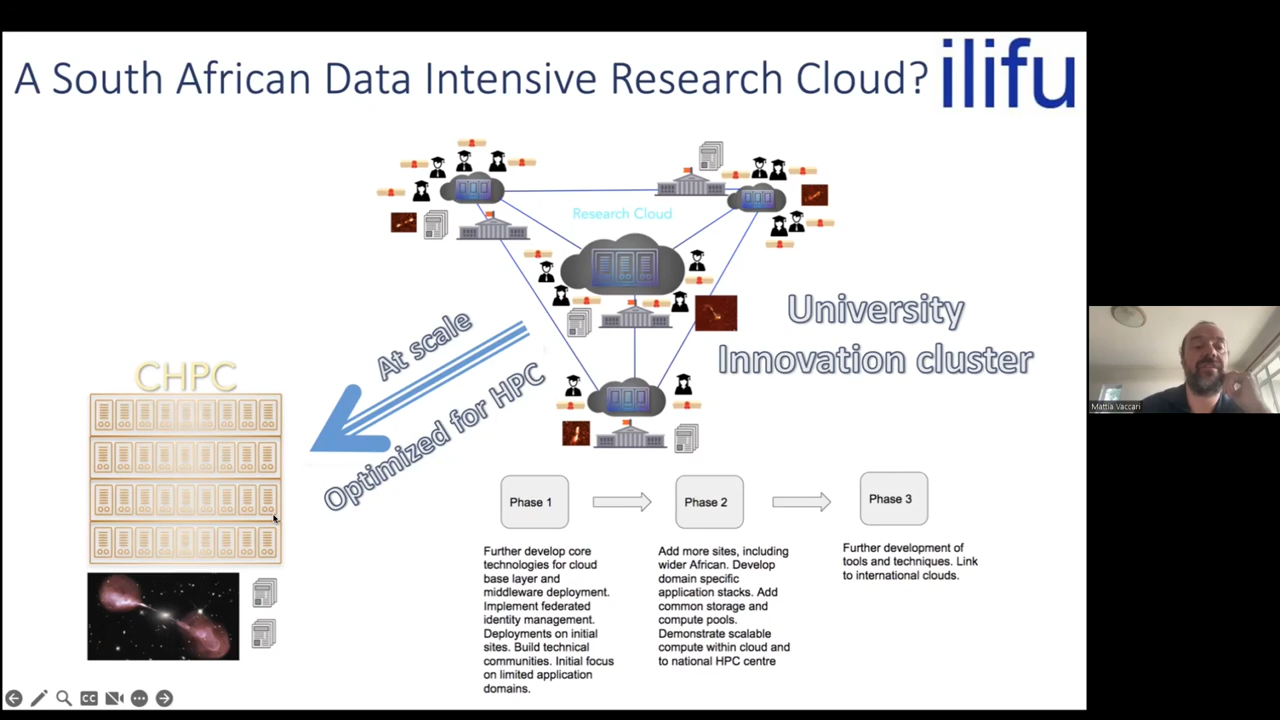 A South African Data Intensive Research Cloud?
ilifu
Research Cloud
University
Innovation cluster
At scale
Optimized for HPC
CHPC
Phase 1
Phase 2
Phase 3
Further develop core
technologies for cloud
base layer and
middleware deployment.
Implement federated
identity management.
Deployments on initial
sites. Build technical
communities. Initial focus
on limited application
domains.
Add more sites, including
wider African. Develop
domain specific
application stacks. Add
common storage and
compute pools.
Demonstrate scalable
compute within cloud and
to national HPC centre
Further development of
tools and techniques. Link
to international clouds.
CC
Mattia Vaccari